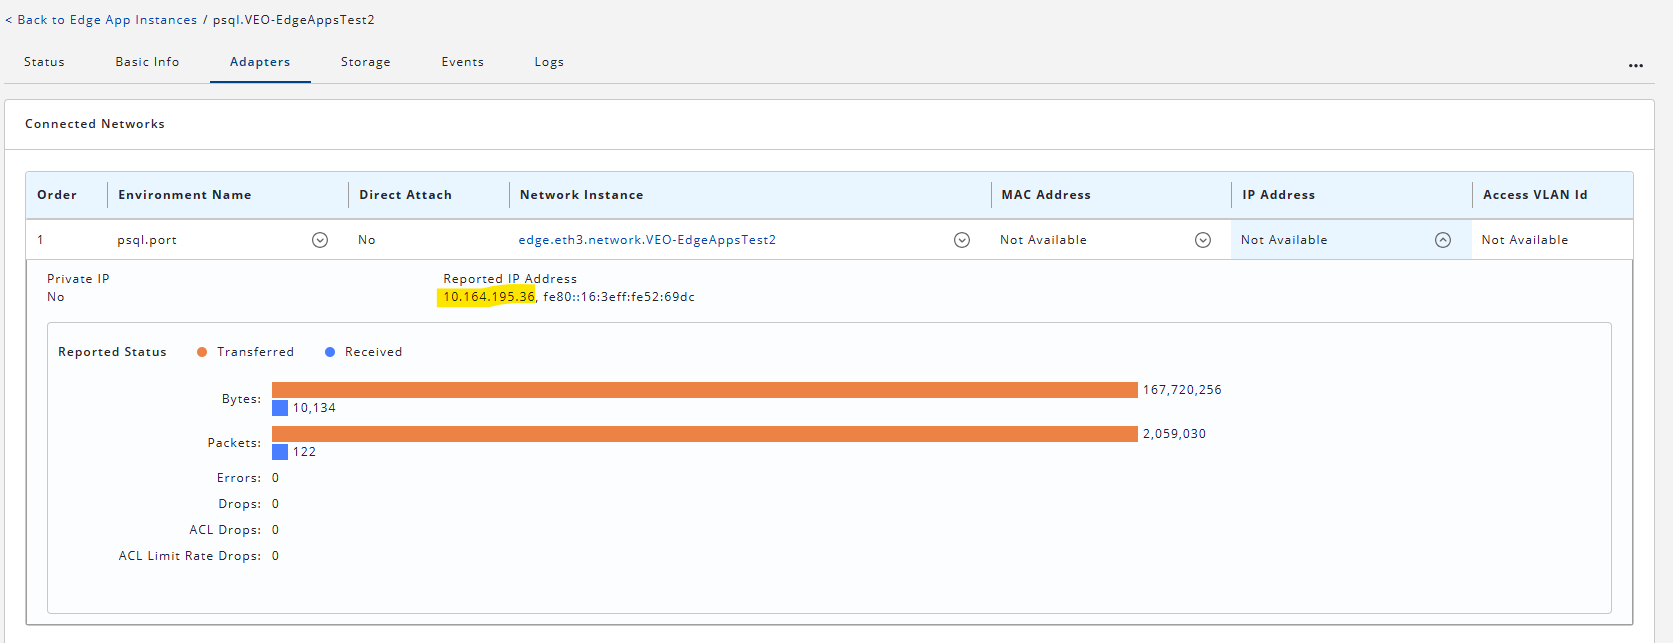 < Back to Edge App Instances / psql.VEO-EdgeAppsTest2
Status Basic Info Adapters Storage Events Logs ...
Connected Networks
Order Environment Name Direct Attach Network Instance MAC Address IP Address Access VLAN Id
1 psql.port No edge.eth3.network.VEO-EdgeAppsTest2 Not Available Not Available Not Available
Private IP Reported IP Address
No 10.164.195.36, fe80::16:3eff:fe52:69dc
Reported Status Transferred Received
Bytes: 167,720,256
10,134
Packets: 2,059,030
122
Errors: 0
Drops: 0
ACL Drops: 0
ACL Limit Rate Drops: 0